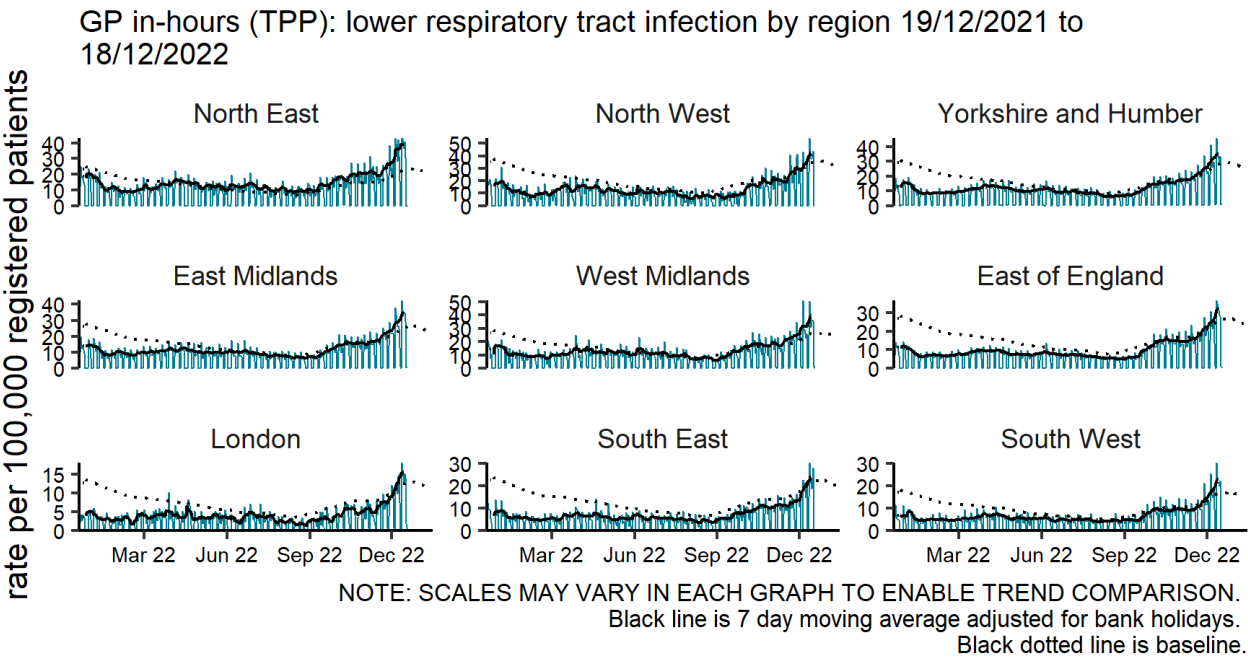 GP in-hours (TPP): lower respiratory tract infection by region 19/12/2021 to
18/12/2022
rate per 100,000 registered patients
North East
North West
Yorkshire and Humber
40
30
20
10
0
50
40
30
20
10
0
40
30
20
10
0
East Midlands
West Midlands
East of England
40
30
20
10
0
50
40
30
20
10
0
30
20
10
0
London
South East
South West
15
10
5
0
30
20
10
0
30
20
10
0
Mar 22 Jun 22 Sep 22 Dec 22
Mar 22 Jun 22 Sep 22 Dec 22
Mar 22 Jun 22 Sep 22 Dec 22
NOTE: SCALES MAY VARY IN EACH GRAPH TO ENABLE TREND COMPARISON.
Black line is 7 day moving average adjusted for bank holidays.
Black dotted line is baseline.